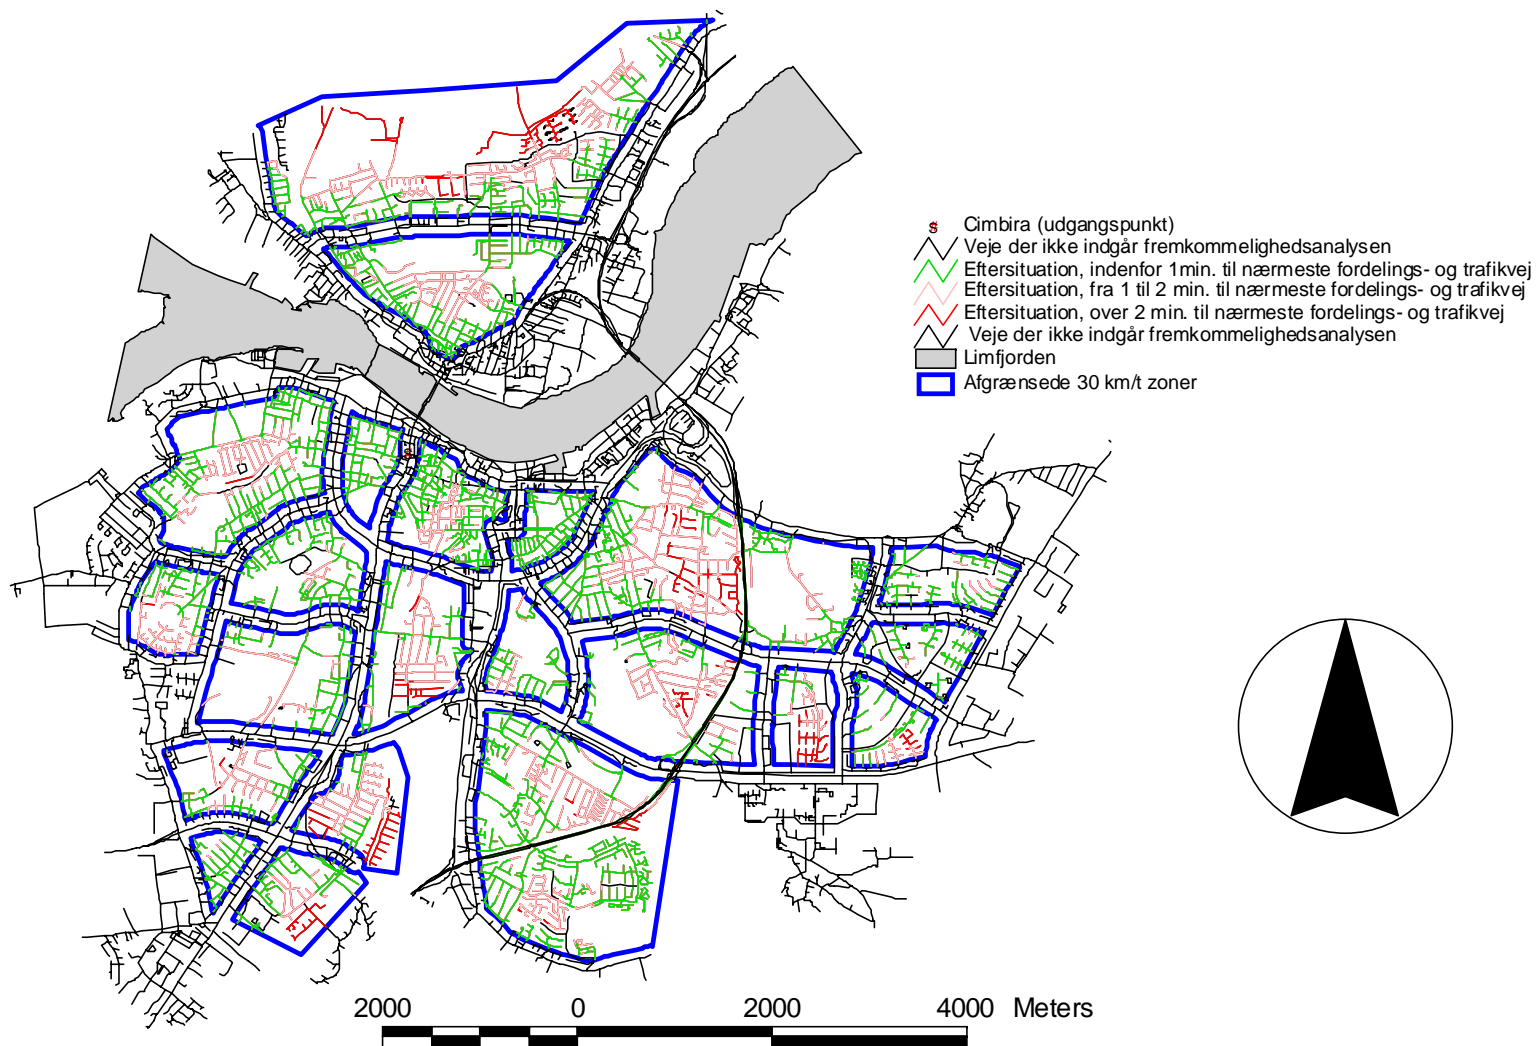 Cimbira (udgangspunkt)
Veje der ikke indgår fremkommelighedsanalysen
Eftersituation, indenfor 1min. til nærmeste fordelings- og trafikvej
Eftersituation, fra 1 til 2 min. til nærmeste fordelings- og trafikvej
Eftersituation, over 2 min. til nærmeste fordelings- og trafikvej
Veje der ikke indgår fremkommelighedsanalysen
Limfjorden
Afgrænsede 30 km/t zoner
2000 0 2000 4000 Meters